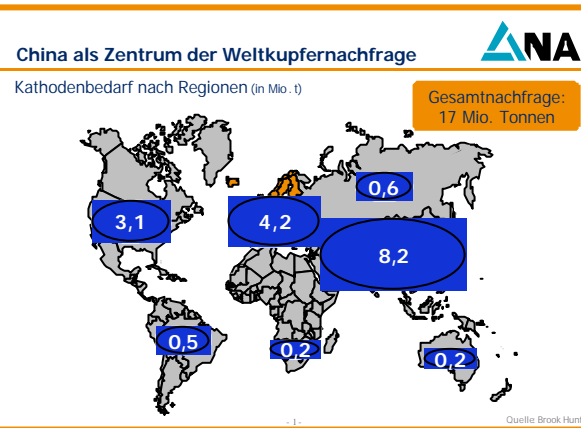 China als Zentrum der Weltkupfernachfrage
ANA
Kathodenbedarf nach Regionen (in Mio. t)
Gesamtnachfrage:
17 Mio. Tonnen
0,6
3,1
4,2
8,2
0,5
0,2
0,2
- 1 -
Quelle Brook Hunt